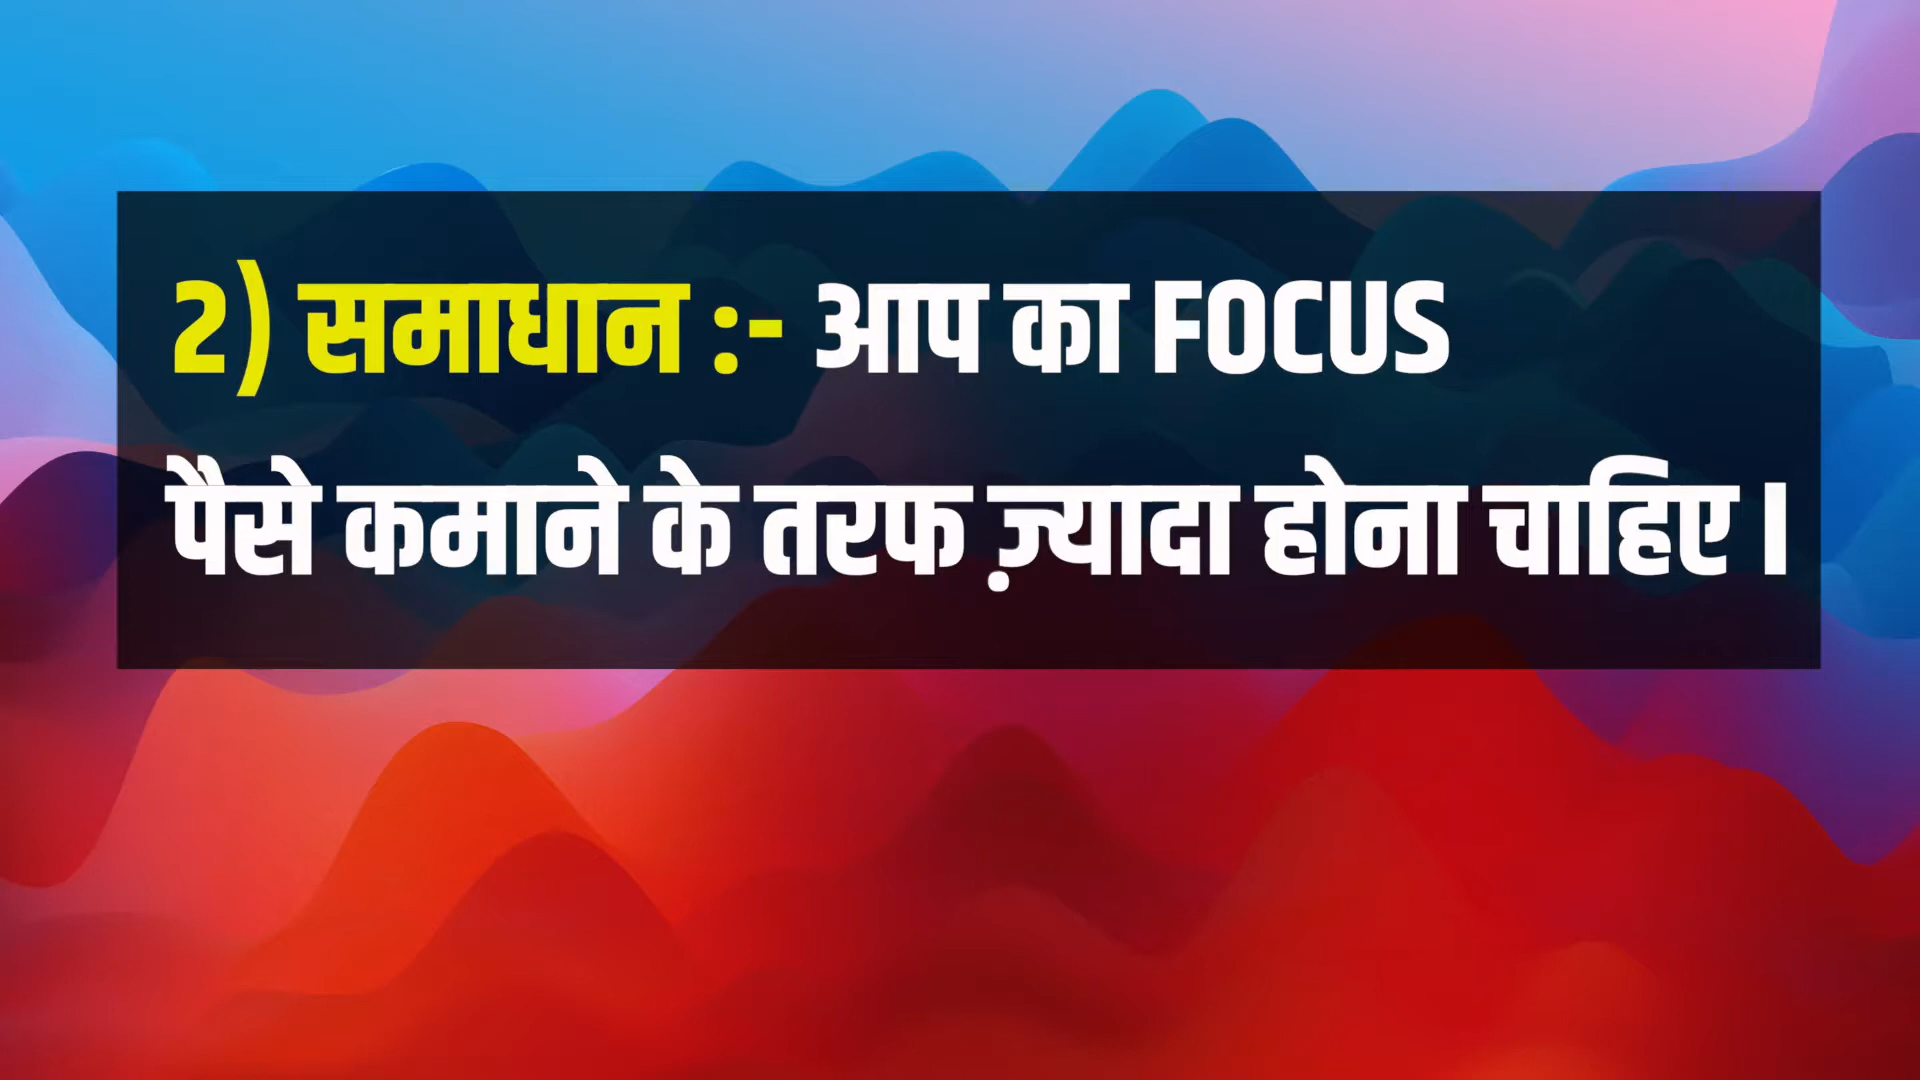 2) समाधान :- आप का FOCUS
पैसे कमाने के तरफ ज़्यादा होना चाहिए ।